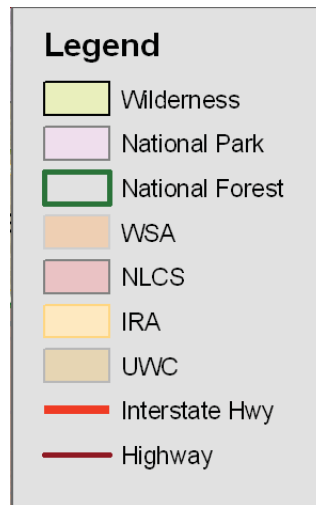 Legend
Wilderness
National Park
National Forest
WSA
NLCS
IRA
UWC
Interstate Hwy
Highway